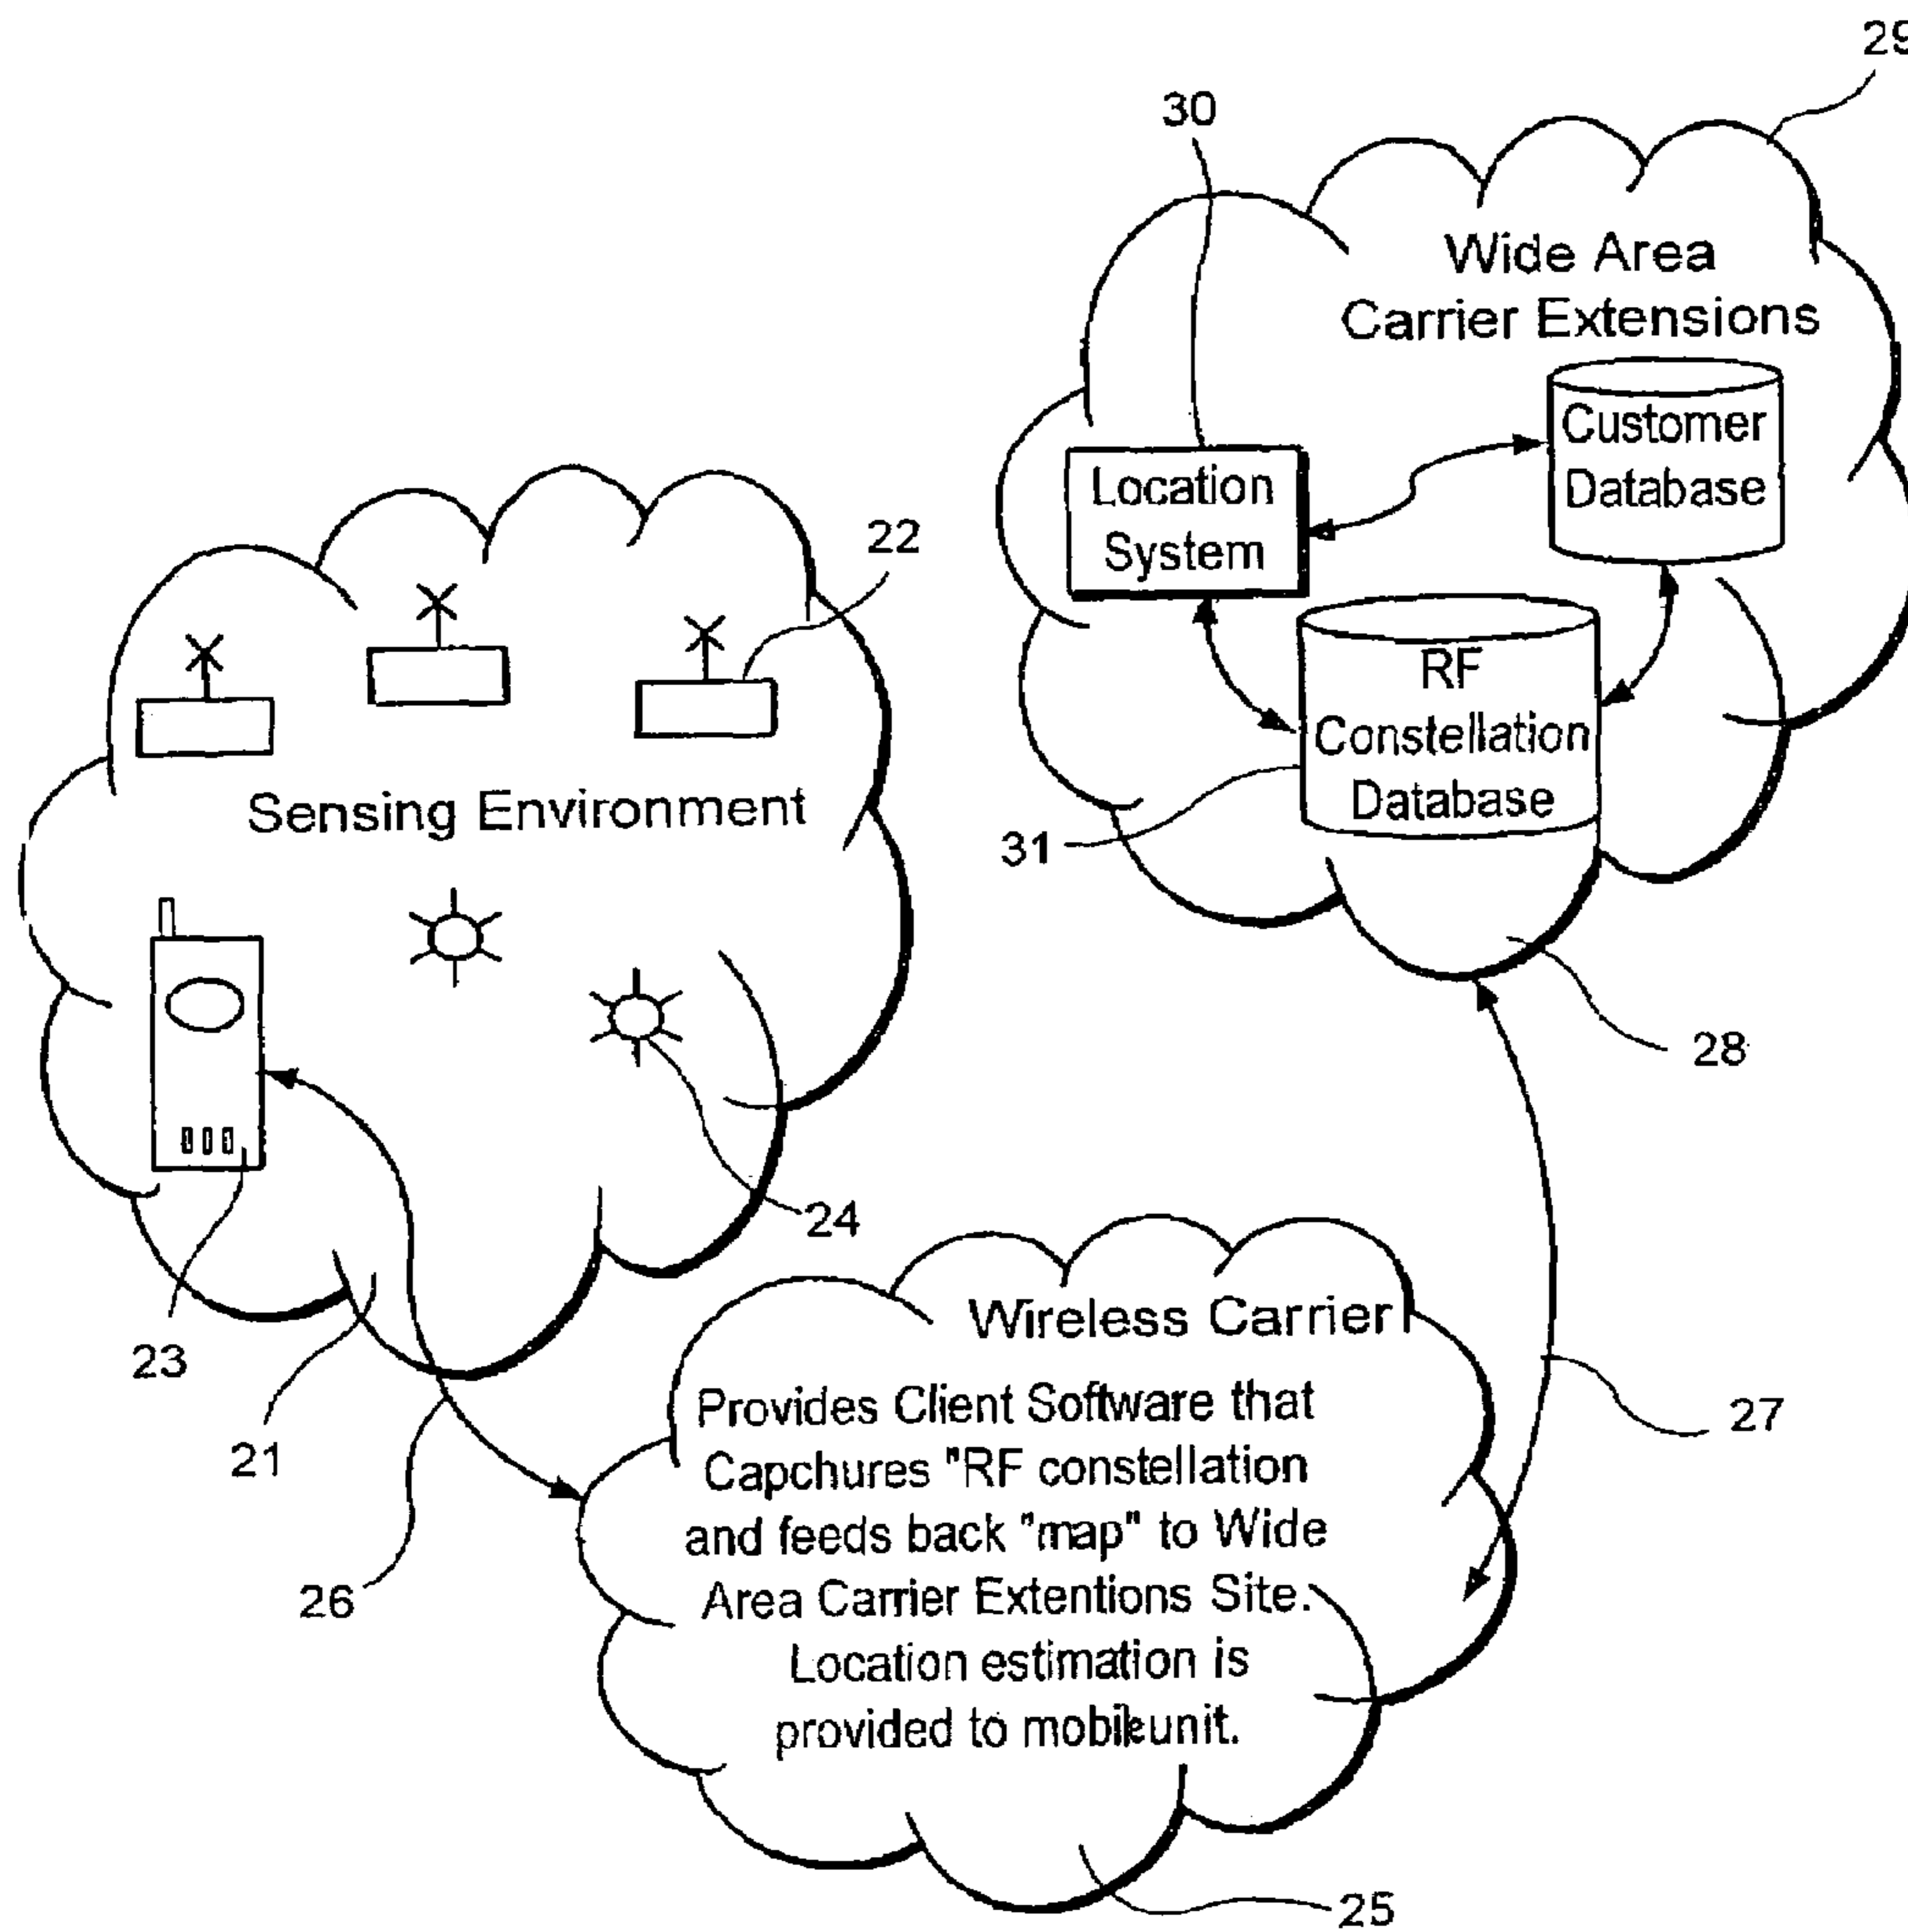 29
30
Wide Area
Carrier Extensions
Customer
Database
Location
System
22
RF
Constellation
Database
Sensing Environment
31
28
24
Wireless Carrier
23
Provides Client Software that
Capchures "RF constellation
and feeds back "map" to Wide
Area Carrier Extentions Site.
Location estimation is
provided to mobile unit.
27
21
26
25